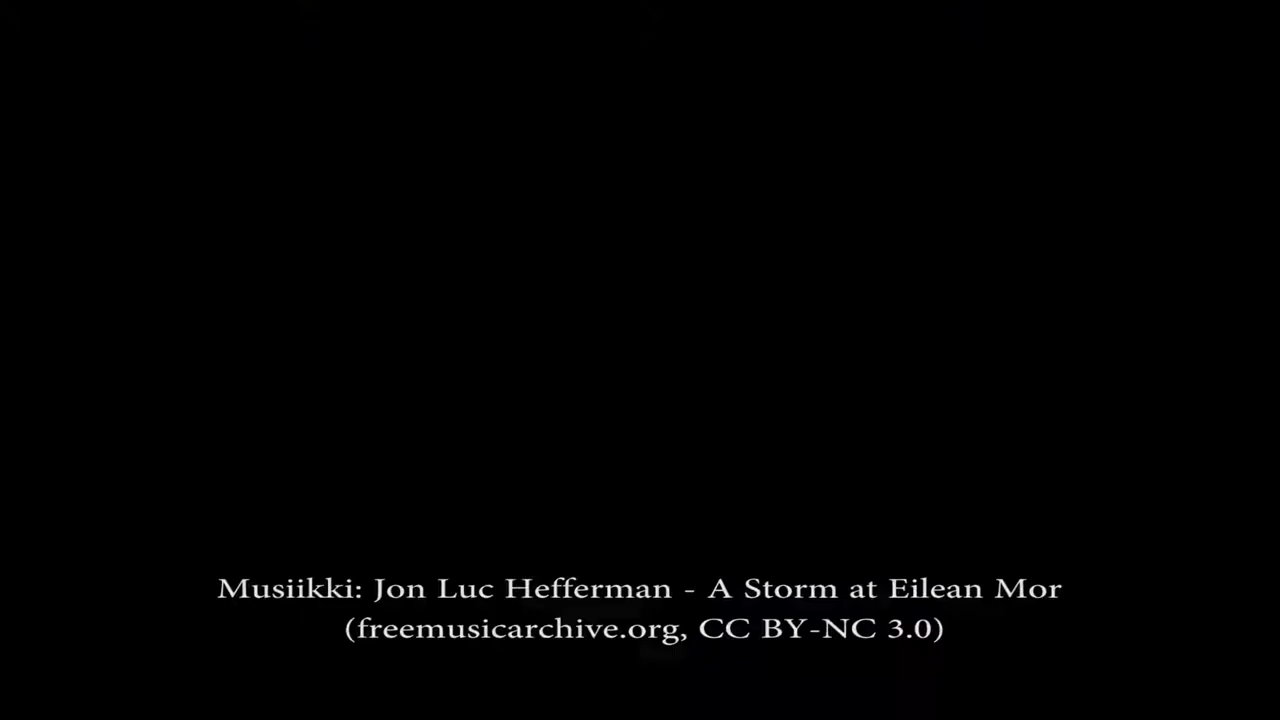 Musiikki: Jon Luc Hefferman - A Storm at Eilean Mor
(freemusicarchive.org, CC BY-NC 3.0)